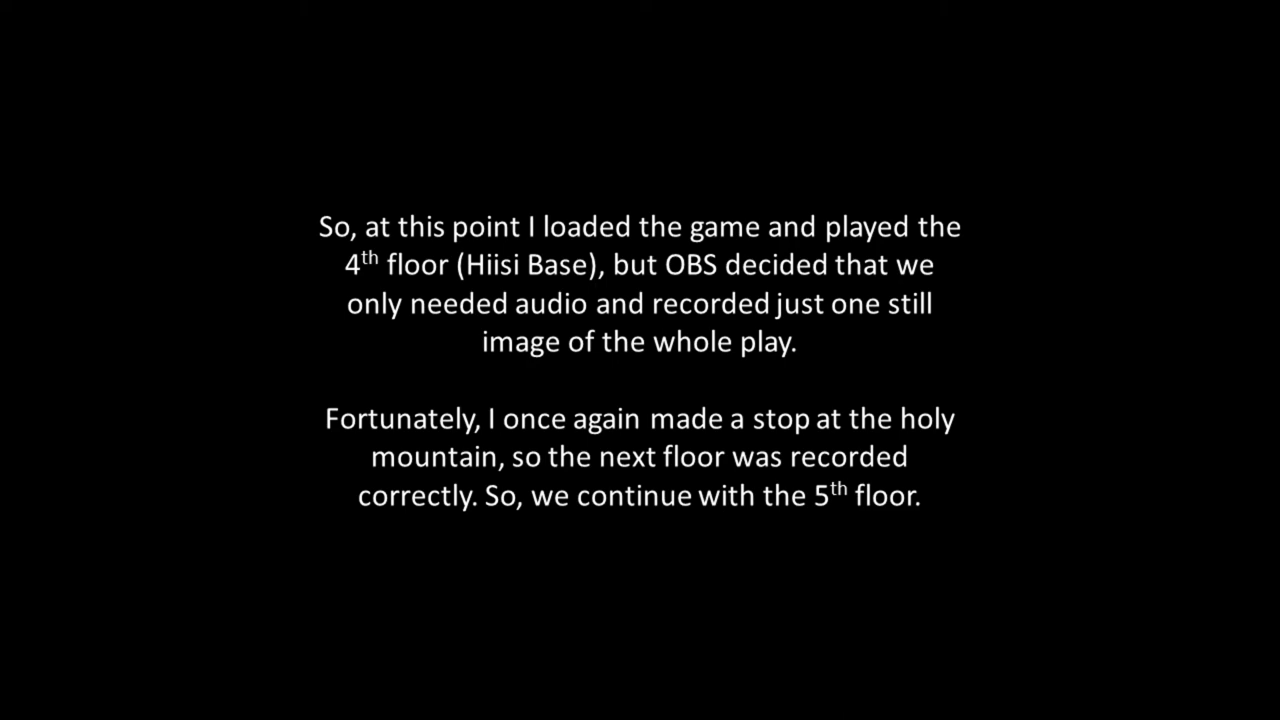 So, at this point I loaded the game and played the
4th floor (Hiisi Base), but OBS decided that we
only needed audio and recorded just one still
image of the whole play.
Fortunately, I once again made a stop at the holy
mountain, so the next floor was recorded
correctly. So, we continue with the 5th floor.